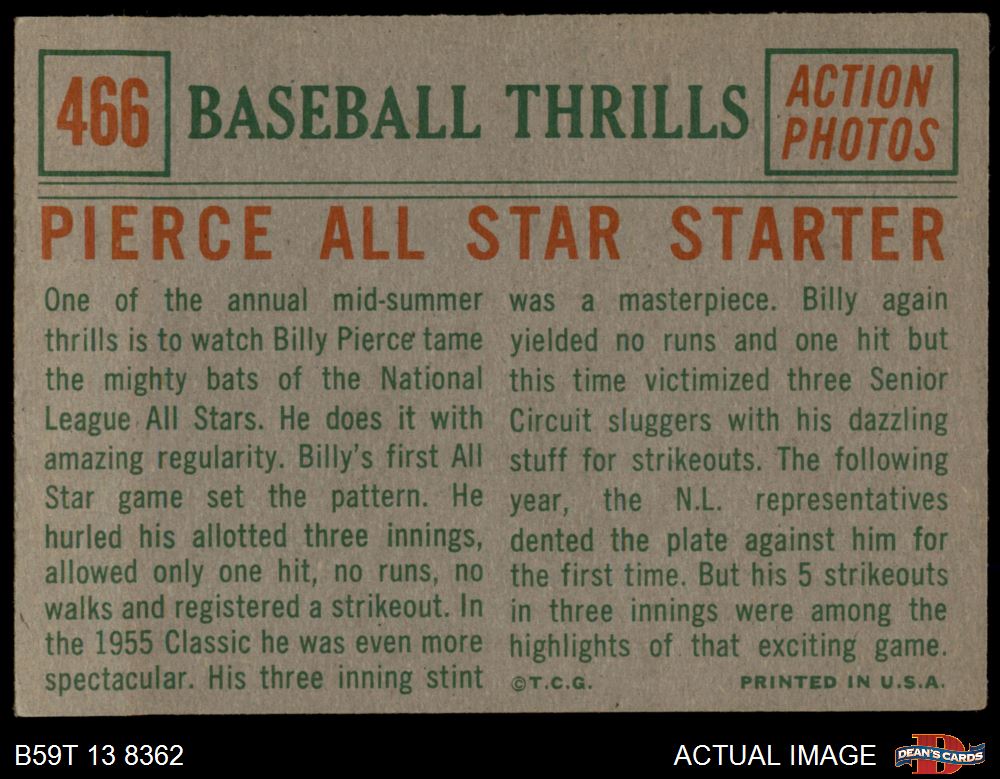 466
BASEBALL THRILLS
ACTION
PHOTOS
PIERCE ALL STAR STARTER
One of the annual mid-summer
thrills is to watch Billy Pierce tame
the mighty bats of the National
League All Stars. He does it with
amazing regularity. Billy's first All
Star game set the pattern. He
hurled his allotted three innings,
allowed only one hit, no runs, no
walks and registered a strikeout. In
the 1955 Classic he was even more
spectacular. His three inning stint
was a masterpiece. Billy again
yielded no runs and one hit but
this time victimized three Senior
Circuit sluggers with his dazzling
stuff for strikeouts. The following
year, the N.L. representatives
dented the plate against him for
the first time. But his 5 strikeouts
in three innings were among the
highlights of that exciting game.
©T.C.G.
PRINTED IN U.S.A.
B59T 13 8362
ACTUAL IMAGE
D
DEAN'S CARDS